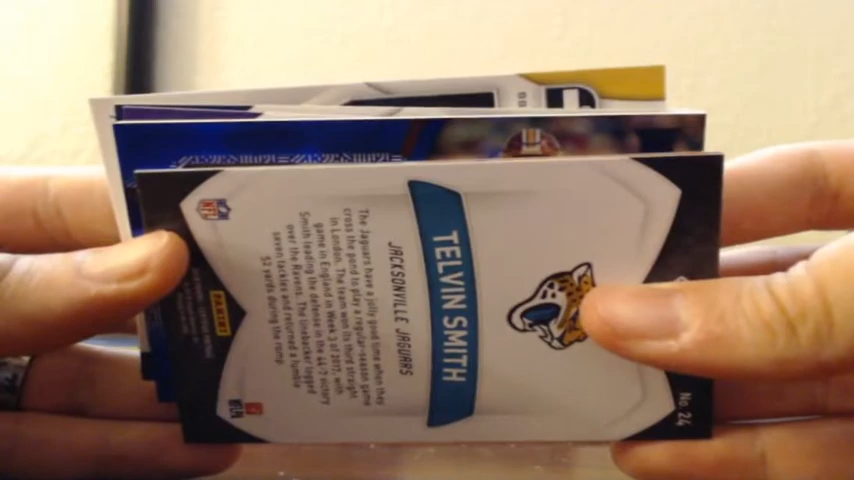 No. 24
TELVIN SMITH
JACKSONVILLE JAGUARS
The Jaguars have a jolly good time when they
cross the pond to play a regular-season game
in London. The team won its third straight
game in England in Week 3 of 2017, with
Smith leading the defense in the 44-7 victory
over the Ravens. The linebacker logged
seven tackles and returned a fumble
52 yards during the romp.
NFL
PANINI